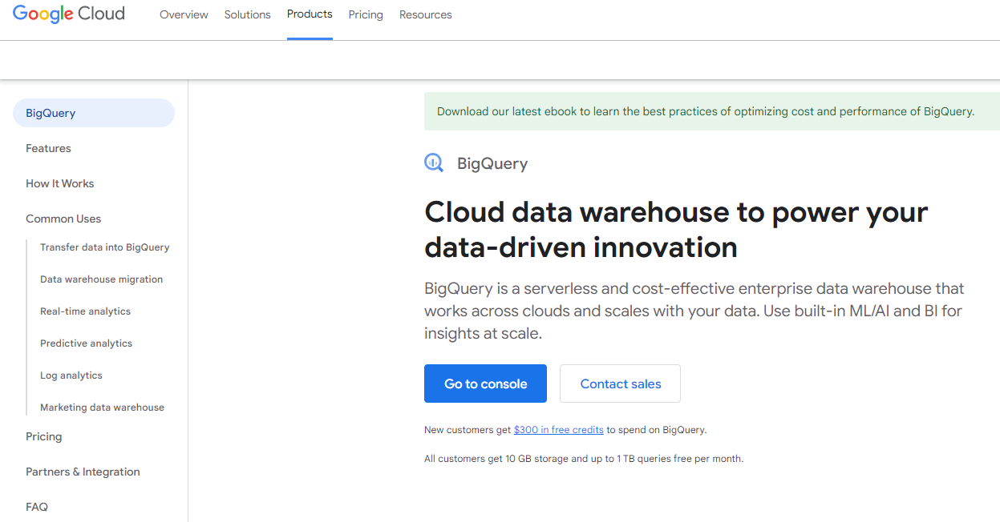 Google Cloud
Overview
Solutions
Products
Pricing
Resources
BigQuery
Features
How It Works
Common Uses
Transfer data into BigQuery
Data warehouse migration
Real-time analytics
Predictive analytics
Log analytics
Marketing data warehouse
Pricing
Partners & Integration
FAQ
Download our latest ebook to learn the best practices of optimizing cost and performance of BigQuery.
BigQuery
Cloud data warehouse to power your
data-driven innovation
BigQuery is a serverless and cost-effective enterprise data warehouse that
works across clouds and scales with your data. Use built-in ML/AI and BI for
insights at scale.
Go to console
Contact sales
New customers get $300 in free credits to spend on BigQuery.
All customers get 10 GB storage and up to 1 TB queries free per month.